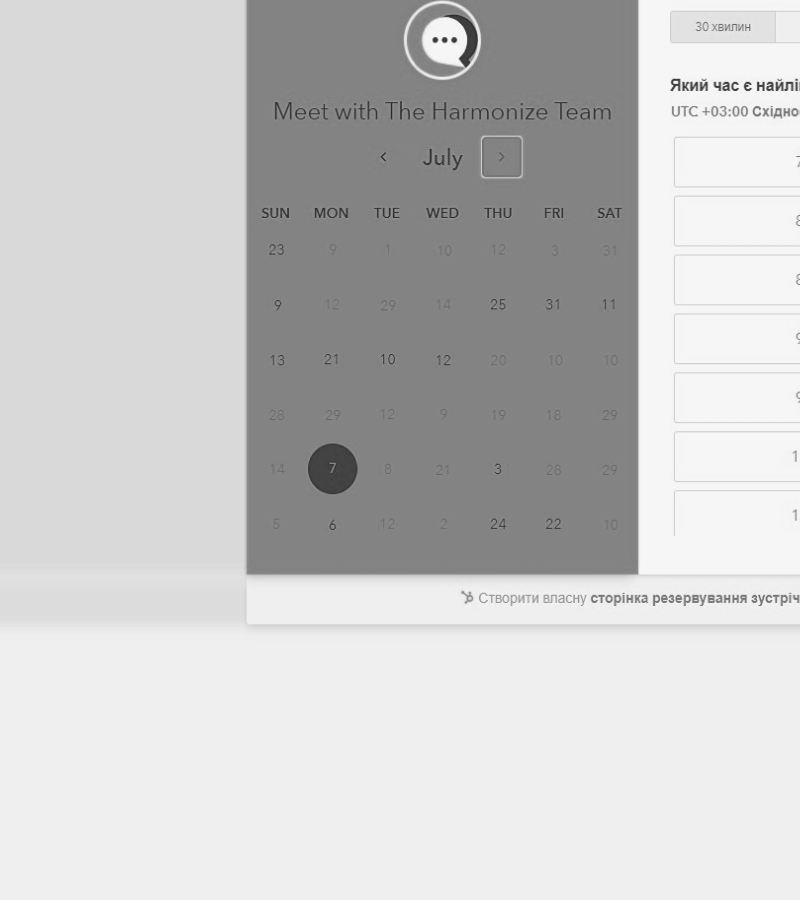 30 хвилин
Який час є найлі
UTC +03:00 Східно
Meet with The Harmonize Team
July
SUN MON TUE WED THU FRI SAT
23 9 1 10 12 3 31
9 12 29 14 25 31 11
13 21 10 12 20 10 10
28 29 12 9 19 18 29
14 7 8 21 3 28 29
5 6 12 2 24 22 10
7
8
8
9
9
1
1
Створити власну сторінка резервування зустріч